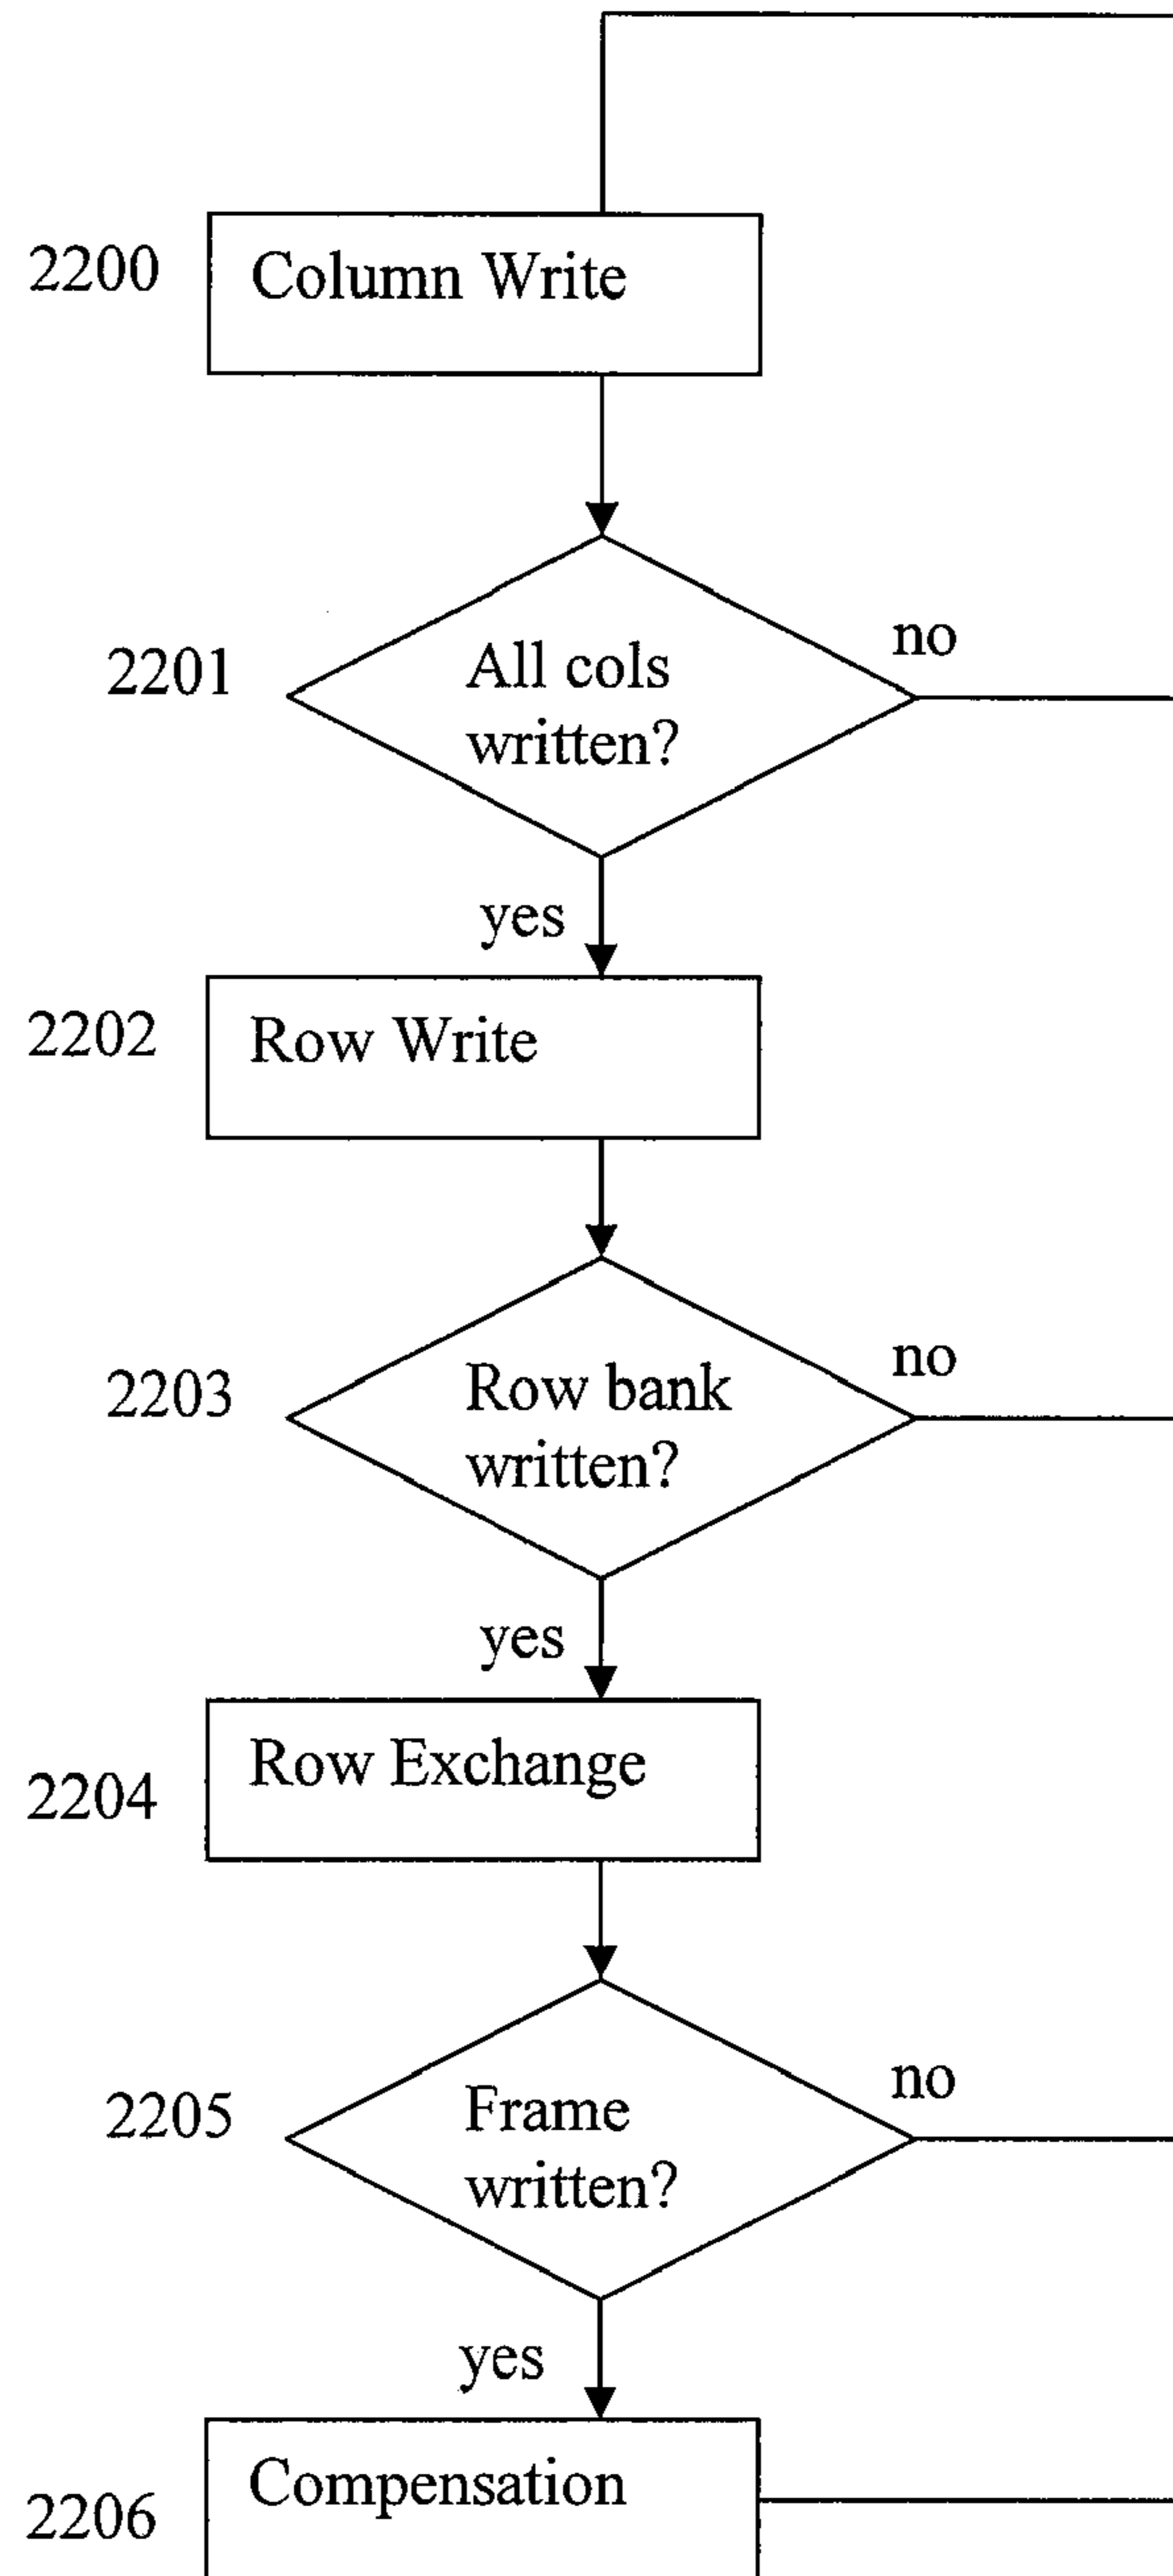 2200
Column Write
2201
All cols
written?
no
yes
2202
Row Write
2203
Row bank
written?
no
yes
2204
Row Exchange
2205
Frame
written?
no
yes
2206
Compensation